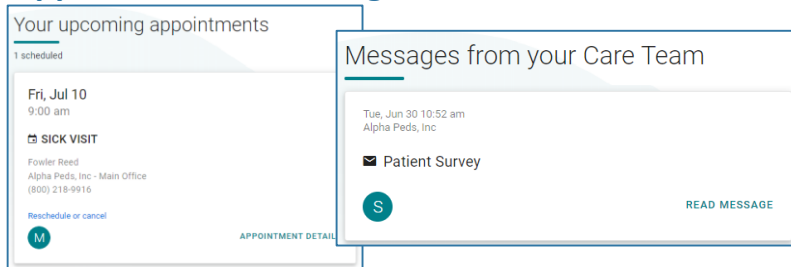 Your upcoming appointments
1 scheduled
Fri, Jul 10
9:00 am
SICK VISIT
Fowler Reed
Alpha Peds, Inc - Main Office
(800) 218-9916
Reschedule or cancel
M
APPOINTMENT DETAIL
Messages from your Care Team
Tue, Jun 30 10:52 am
Alpha Peds, Inc
Patient Survey
S
READ MESSAGE